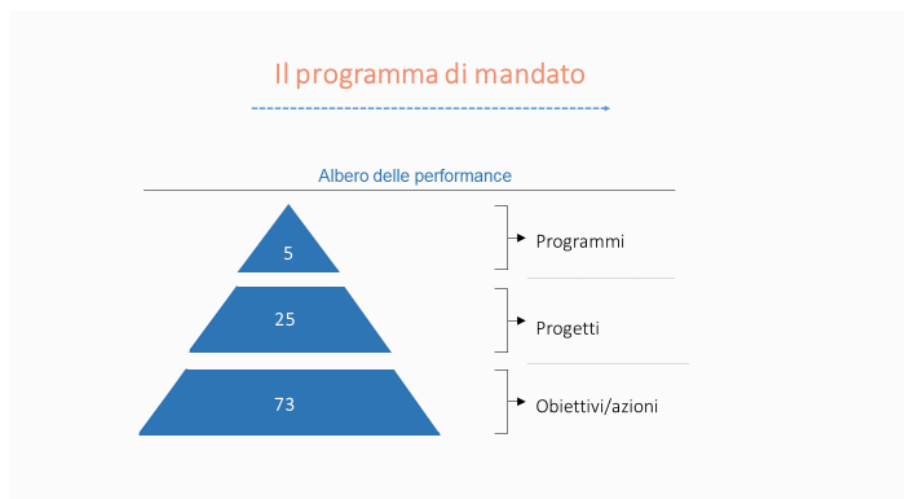 Il programma di mandato
Albero delle performance
5
Programmi
25
Progetti
73
Obiettivi/azioni